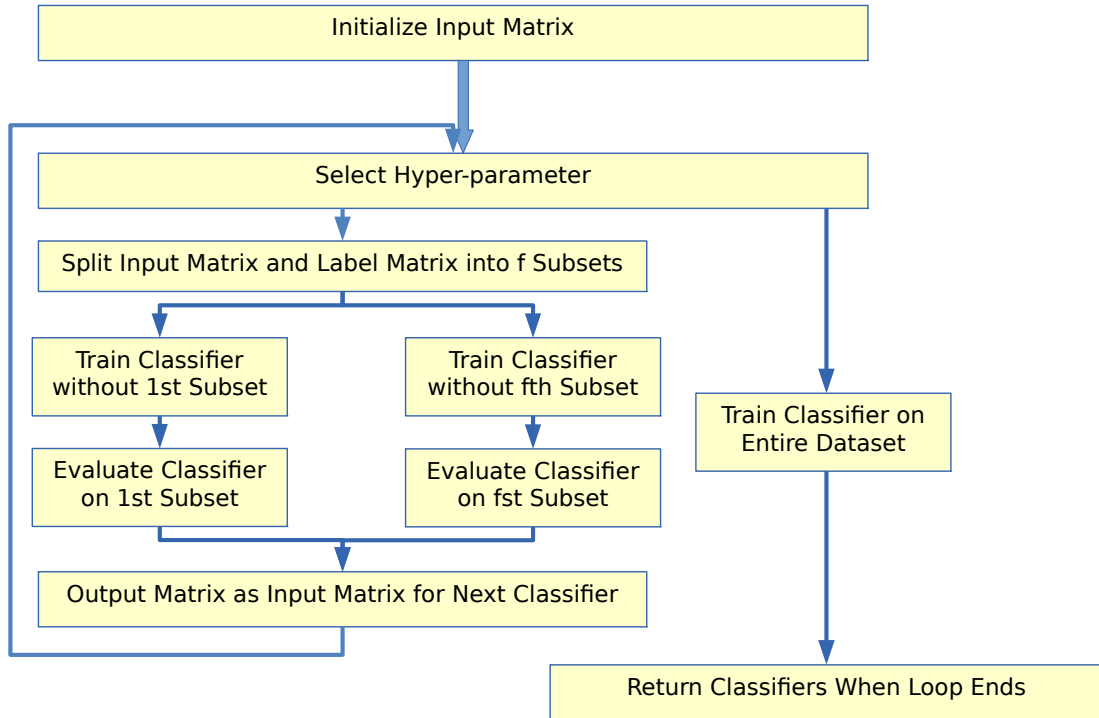 Initialize Input Matrix
Select Hyper-parameter
Split Input Matrix and Label Matrix into f Subsets
Train Classifier
without 1st Subset
Train Classifier
without fth Subset
Train Classifier on
Entire Dataset
Evaluate Classifier
on 1st Subset
Evaluate Classifier
on fst Subset
Output Matrix as Input Matrix for Next Classifier
Return Classifiers When Loop Ends